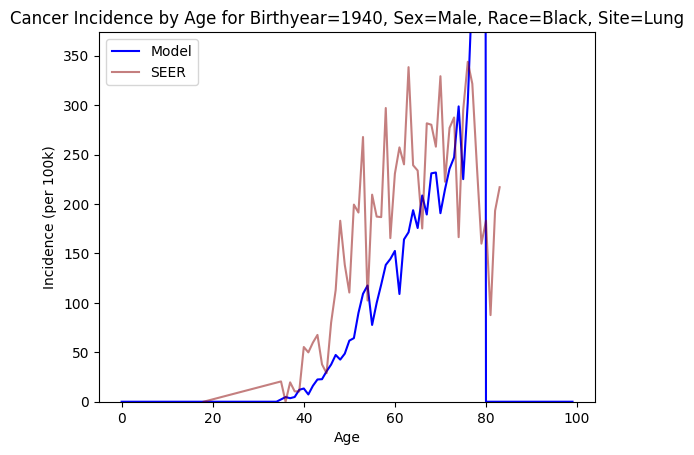 Cancer Incidence by Age for Birthyear=1940, Sex=Male, Race=Black, Site=Lung
Model
SEER
350
300
250
200
150
100
50
0
Incidence (per 100k)
0 20 40 60 80 100
Age